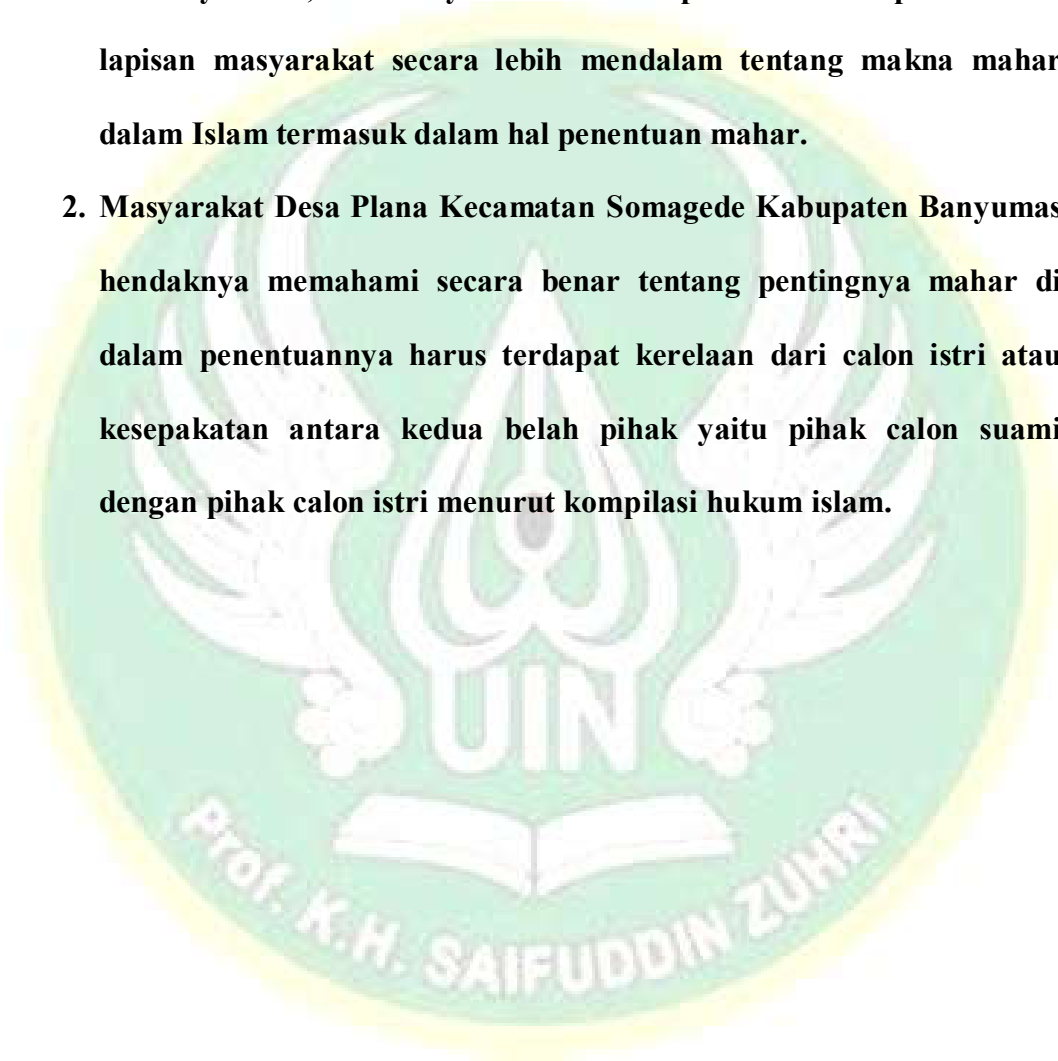 lapisan masyarakat secara lebih mendalam tentang makna mahar
dalam Islam termasuk dalam hal penentuan mahar.
2. Masyarakat Desa Plana Kecamatan Somagede Kabupaten Banyumas
hendaknya memahami secara benar tentang pentingnya mahar di
dalam penentuannya harus terdapat kerelaan dari calon istri atau
kesepakatan antara kedua belah pihak yaitu pihak calon suami
dengan pihak calon istri menurut kompilasi hukum islam.
UIN
Prof. K.H. SAIFUDDIN ZUHRI